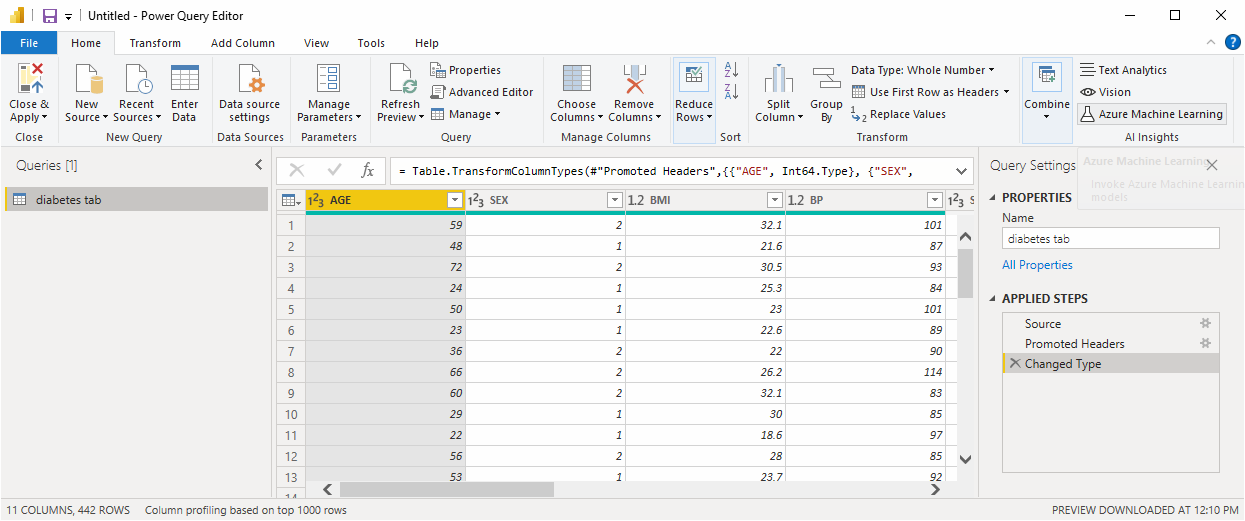 Untitled - Power Query Editor
File Home Transform Add Column View Tools Help
Close & Apply
New Source
Recent Sources
Enter Data
Data source settings
Manage Parameters
Refresh Preview
Properties
Advanced Editor
Manage
Choose Columns
Remove Columns
Reduce Rows
Split Column
Group By
Data Type: Whole Number
Use First Row as Headers
Replace Values
Combine
Text Analytics
Vision
Azure Machine Learning
Close New Query Data Sources Parameters Query Manage Columns Sort Transform AI Insights
Queries [1]
diabetes tab
fx = Table.TransformColumnTypes(#"Promoted Headers",{{"AGE", Int64.Type}, {"SEX",
AGE SEX BMI BP S
1 59 2 32.1 101
2 48 1 21.6 87
3 72 2 30.5 93
4 24 1 25.3 84
5 50 1 23 101
6 23 1 22.6 89
7 36 2 22 90
8 66 2 26.2 114
9 60 2 32.1 83
10 29 1 30 85
11 22 1 18.6 97
12 56 2 28 85
13 53 1 23.7 92
14
Query Settings
Azure Machine Learning
Invoke Azure Machine Learnin
models
PROPERTIES
Name
diabetes tab
All Properties
APPLIED STEPS
Source
Promoted Headers
Changed Type
11 COLUMNS, 442 ROWS Column profiling based on top 1000 rows PREVIEW DOWNLOADED AT 12:10 PM